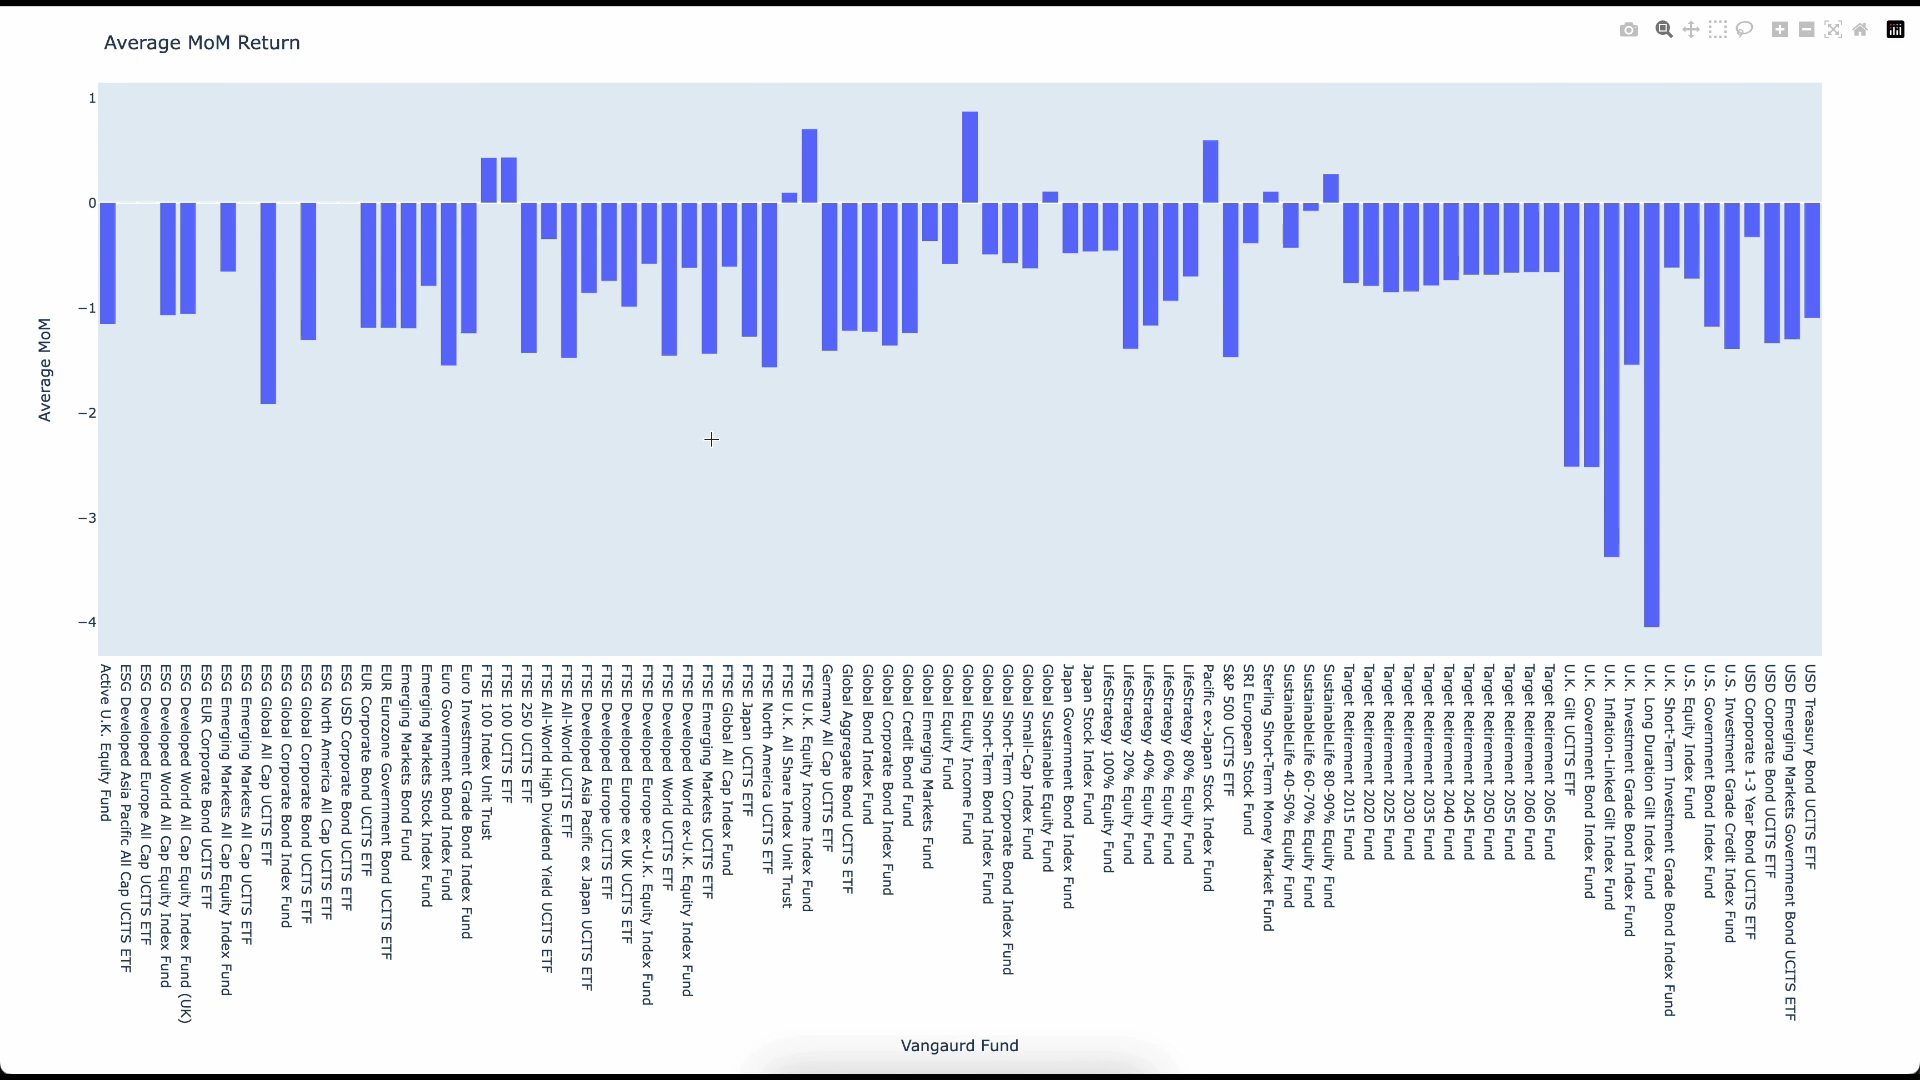 Average MoM Return
1
0
−1
−2
−3
−4
Average MoM
Active U.K. Equity Fund
ESG Developed Asia Pacific All Cap UCITS ETF
ESG Developed Europe All Cap UCITS ETF
ESG Developed World All Cap Equity Index Fund
ESG Developed World All Cap Equity Index Fund (UK)
ESG EUR Corporate Bond UCITS ETF
ESG Emerging Markets All Cap Equity Index Fund
ESG Emerging Markets All Cap UCITS ETF
ESG Global All Cap UCITS ETF
ESG Global Corporate Bond Index Fund
ESG Global Corporate Bond UCITS ETF
ESG North America All Cap UCITS ETF
ESG USD Corporate Bond UCITS ETF
EUR Corporate Bond UCITS ETF
EUR Eurozone Government Bond UCITS ETF
Emerging Markets Bond Fund
Emerging Markets Stock Index Fund
Euro Government Bond Index Fund
Euro Investment Grade Bond Index Fund
FTSE 100 Index Unit Trust
FTSE 100 UCITS ETF
FTSE 250 UCITS ETF
FTSE All-World High Dividend Yield UCITS ETF
FTSE All-World UCITS ETF
FTSE Developed Asia Pacific ex Japan UCITS ETF
FTSE Developed Europe UCITS ETF
FTSE Developed Europe ex UK UCITS ETF
FTSE Developed Europe ex-U.K. Equity Index Fund
FTSE Developed World UCITS ETF
FTSE Developed World ex-U.K. Equity Index Fund
FTSE Emerging Markets UCITS ETF
FTSE Global All Cap Index Fund
FTSE Japan UCITS ETF
FTSE North America UCITS ETF
FTSE U.K. All Share Index Unit Trust
FTSE U.K. Equity Income Index Fund
Germany All Cap UCITS ETF
Global Aggregate Bond UCITS ETF
Global Bond Index Fund
Global Corporate Bond Index Fund
Global Credit Bond Fund
Global Emerging Markets Fund
Global Equity Fund
Global Equity Income Fund
Global Short-Term Bond Index Fund
Global Short-Term Corporate Bond Index Fund
Global Small-Cap Index Fund
Global Sustainable Equity Fund
Japan Government Bond Index Fund
Japan Stock Index Fund
LifeStrategy 100% Equity Fund
LifeStrategy 20% Equity Fund
LifeStrategy 40% Equity Fund
LifeStrategy 60% Equity Fund
LifeStrategy 80% Equity Fund
Pacific ex-Japan Stock Index Fund
S&P 500 UCITS ETF
SRI European Stock Fund
Sterling Short-Term Money Market Fund
SustainableLife 40-50% Equity Fund
SustainableLife 60-70% Equity Fund
SustainableLife 80-90% Equity Fund
Target Retirement 2015 Fund
Target Retirement 2020 Fund
Target Retirement 2025 Fund
Target Retirement 2030 Fund
Target Retirement 2035 Fund
Target Retirement 2040 Fund
Target Retirement 2045 Fund
Target Retirement 2050 Fund
Target Retirement 2055 Fund
Target Retirement 2060 Fund
Target Retirement 2065 Fund
U.K. Gilt UCITS ETF
U.K. Government Bond Index Fund
U.K. Inflation-Linked Gilt Index Fund
U.K. Investment Grade Bond Index Fund
U.K. Long Duration Gilt Index Fund
U.K. Short-Term Investment Grade Bond Index Fund
U.S. Equity Index Fund
U.S. Government Bond Index Fund
U.S. Investment Grade Credit Index Fund
USD Corporate 1-3 Year Bond UCITS ETF
USD Corporate Bond UCITS ETF
USD Emerging Markets Government Bond UCITS ETF
USD Treasury Bond UCITS ETF
Vangaurd Fund